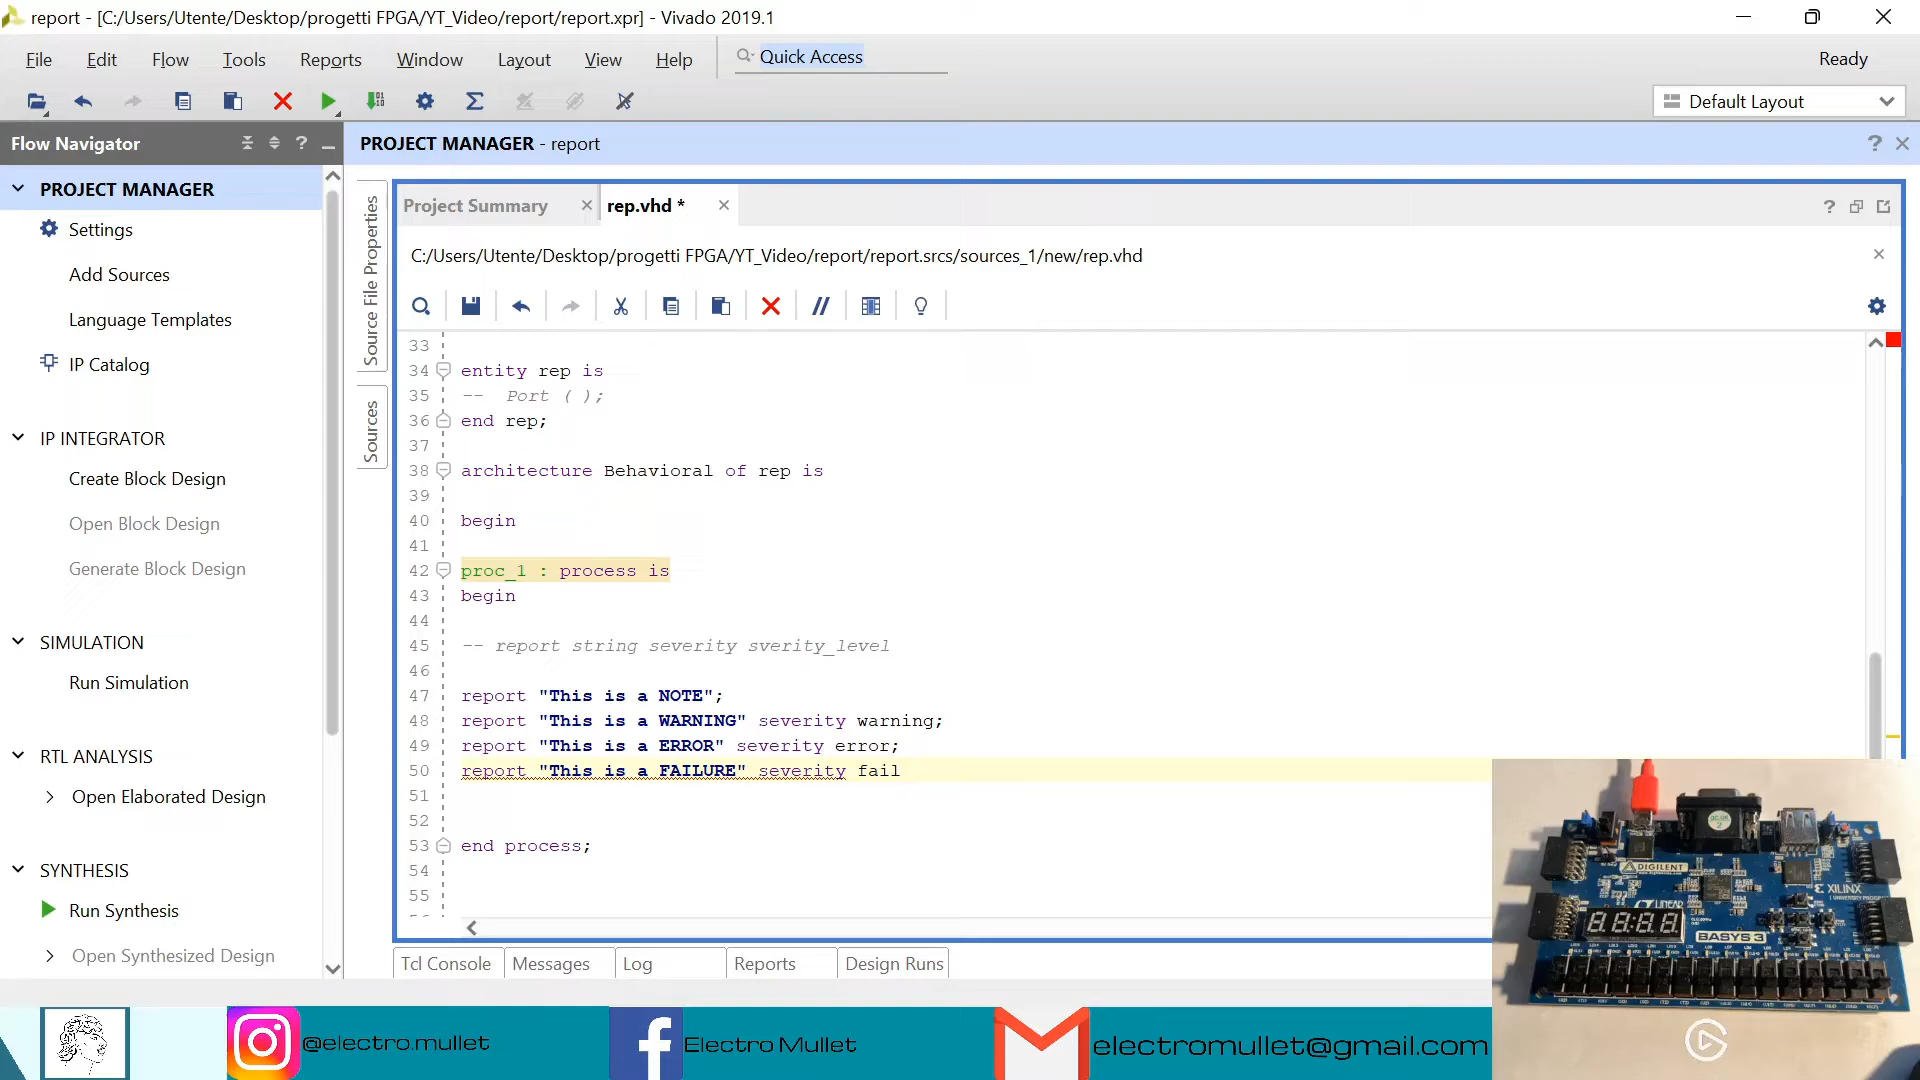 report - [C:/Users/Utente/Desktop/progetti FPGA/YT_Video/report/report.xpr] - Vivado 2019.1
File Edit Flow Tools Reports Window Layout View Help Quick Access Ready
Default Layout
Flow Navigator
PROJECT MANAGER - report
PROJECT MANAGER
Settings
Add Sources
Language Templates
IP Catalog
IP INTEGRATOR
Create Block Design
Open Block Design
Generate Block Design
SIMULATION
Run Simulation
RTL ANALYSIS
Open Elaborated Design
SYNTHESIS
Run Synthesis
Open Synthesized Design
Source File Properties
Sources
Project Summary rep.vhd *
C:/Users/Utente/Desktop/progetti FPGA/YT_Video/report/report.srcs/sources_1/new/rep.vhd
33
34 entity rep is
35 -- Port ( );
36 end rep;
37
38 architecture Behavioral of rep is
39
40 begin
41
42 proc_1 : process is
43 begin
44
45 -- report string severity sverity_level
46
47 report "This is a NOTE";
48 report "This is a WARNING" severity warning;
49 report "This is a ERROR" severity error;
50 report "This is a FAILURE" severity fail
51
52
53 end process;
54
55
Tcl Console Messages Log Reports Design Runs
DIGILENT
XILINX
BASYS 3
@electro.mullet
Electro Mullet
electromullet@gmail.com